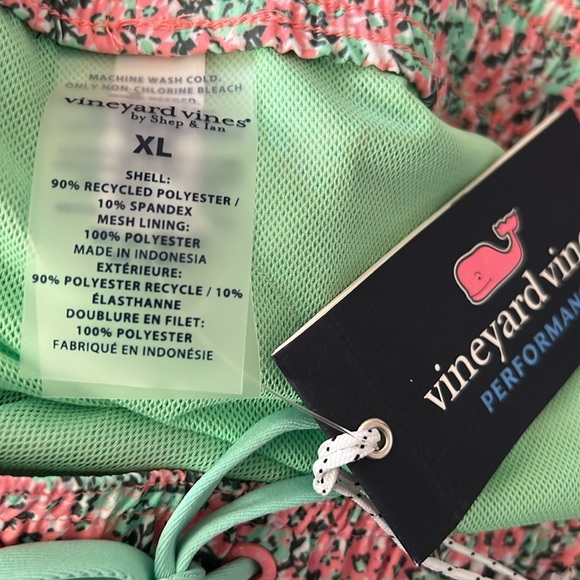 MACHINE WASH COLD.
ONLY NON-CHLORINE BLEACH
vineyard vines®
by Shep & Ian
XL
SHELL:
90% RECYCLED POLYESTER /
10% SPANDEX
MESH LINING:
100% POLYESTER
MADE IN INDONESIA
EXTÉRIEURE:
90% POLYESTER RECYCLE / 10%
ÉLASTHANNE
DOUBLURE EN FILET:
100% POLYESTER
FABRIQUÉ EN INDONÉSIE
vineyard vines
PERFORMAN